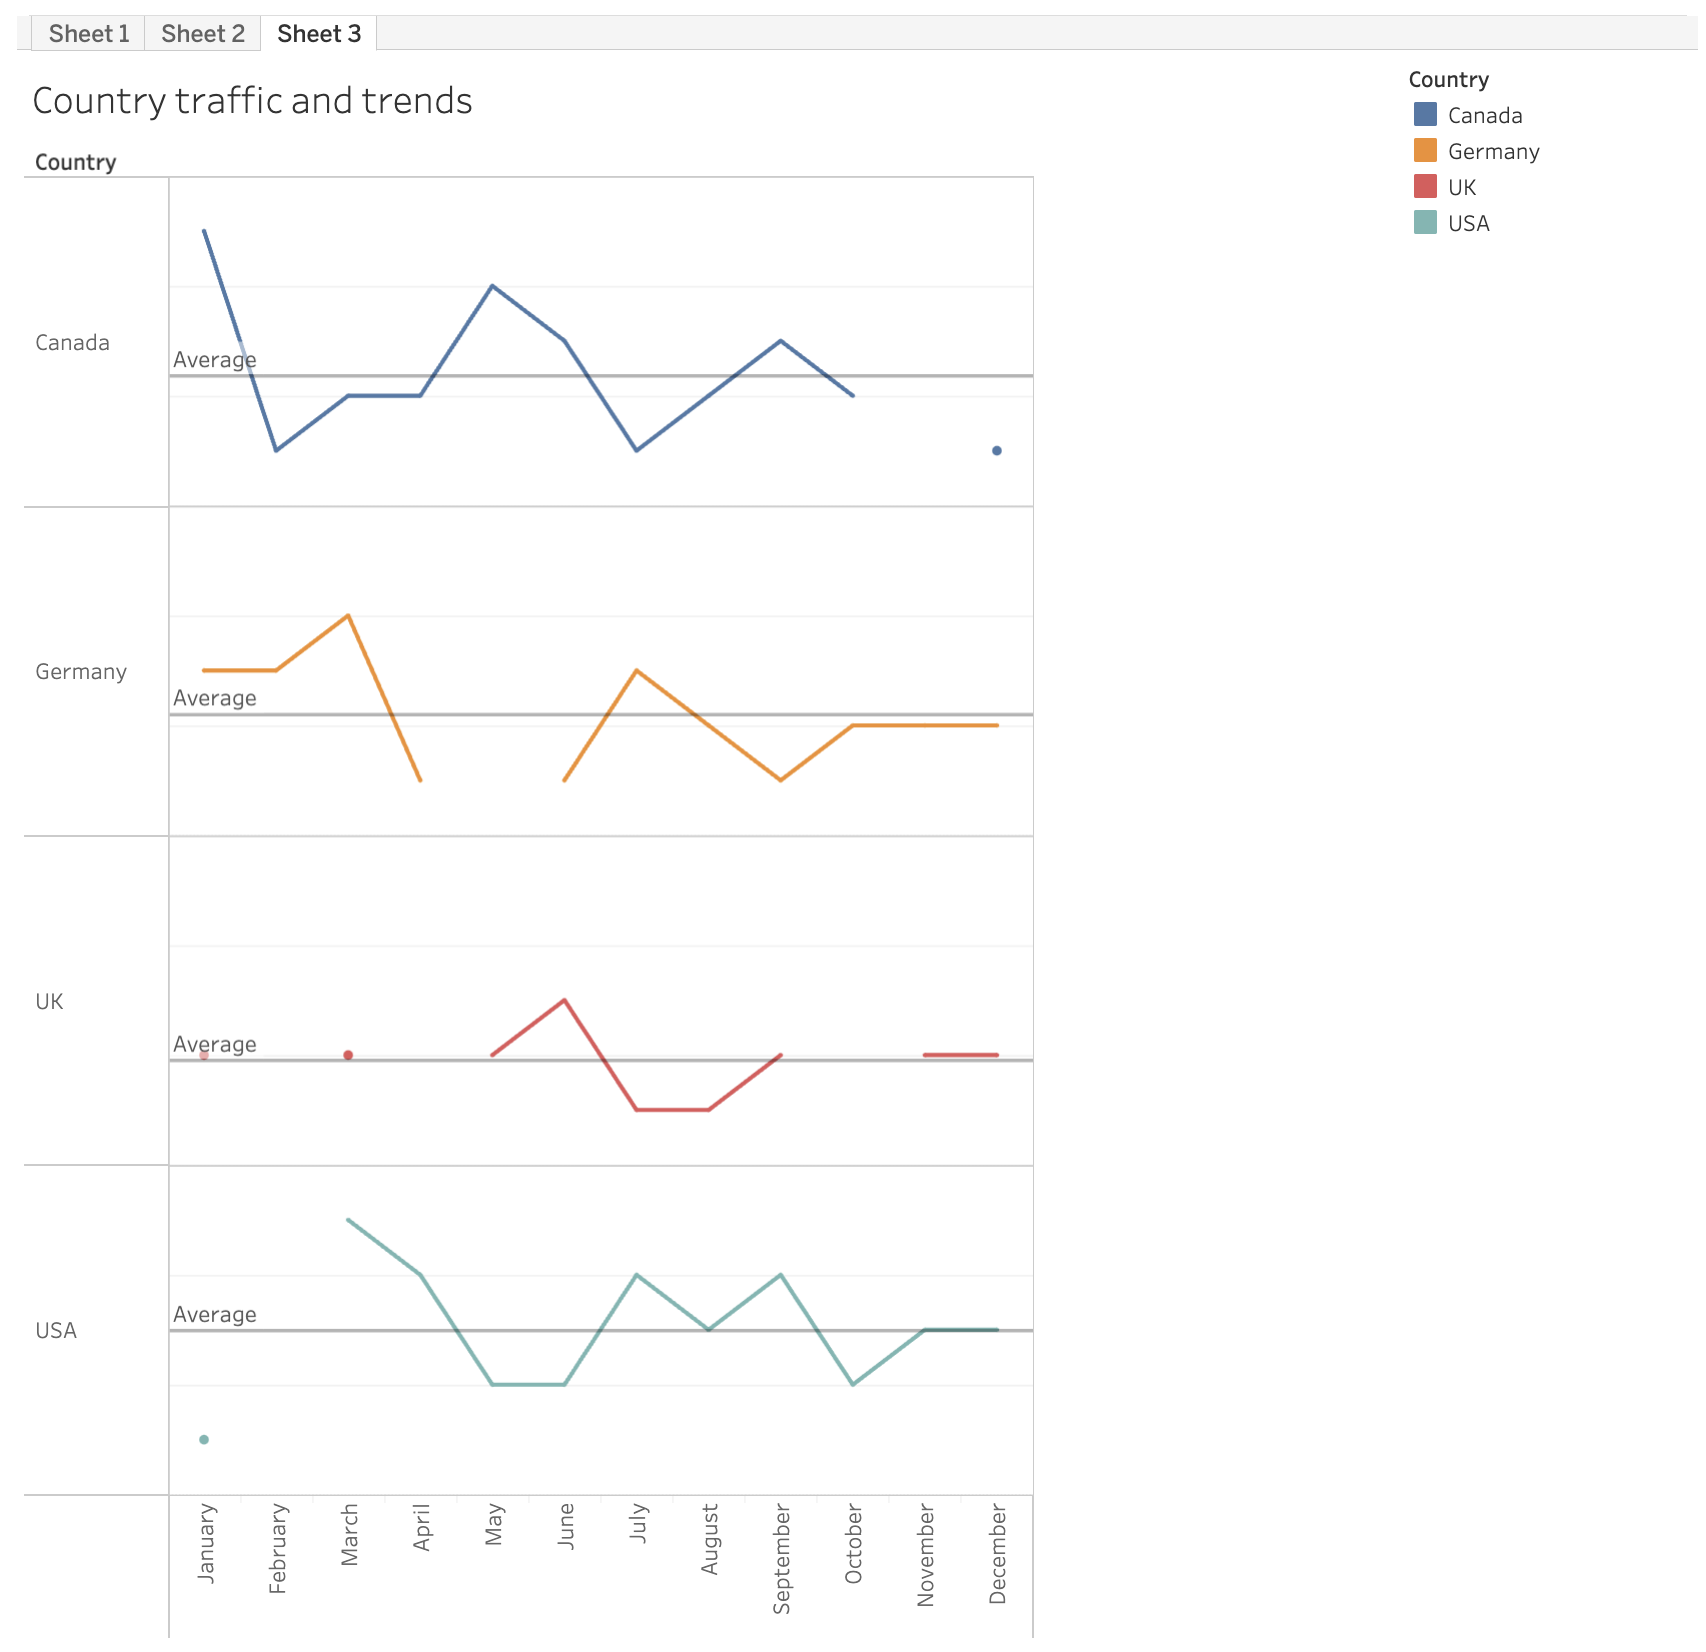 Sheet 1 Sheet 2 Sheet 3
Country traffic and trends
Country
Canada
Germany
UK
USA
Country
Canada
Average
Germany
Average
UK
Average
USA
Average
January
February
March
April
May
June
July
August
September
October
November
December